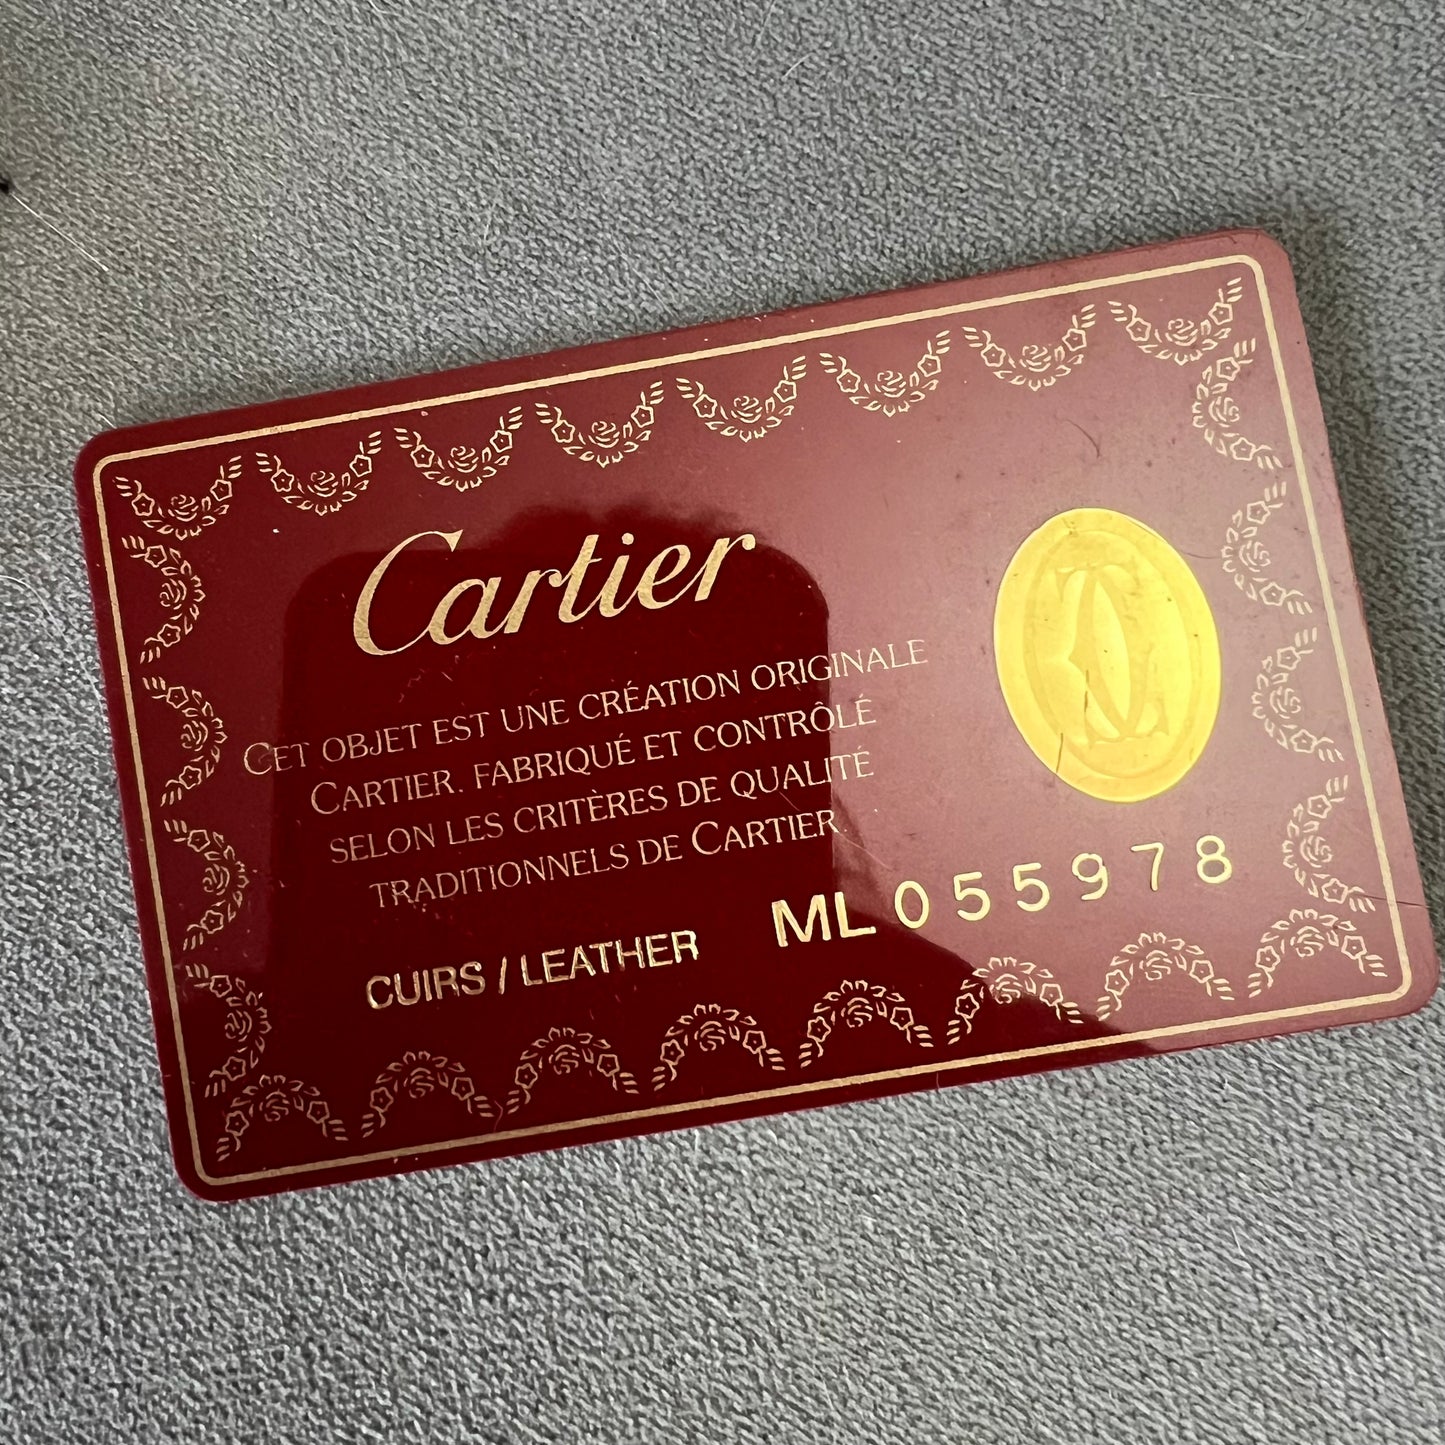 Cartier
CET OBJET EST UNE CRÉATION ORIGINALE
CARTIER. FABRIQUÉ ET CONTRÔLÉ
SELON LES CRITÈRES DE QUALITÉ
TRADITIONNELS DE CARTIER
CUIRS / LEATHER
ML 055978